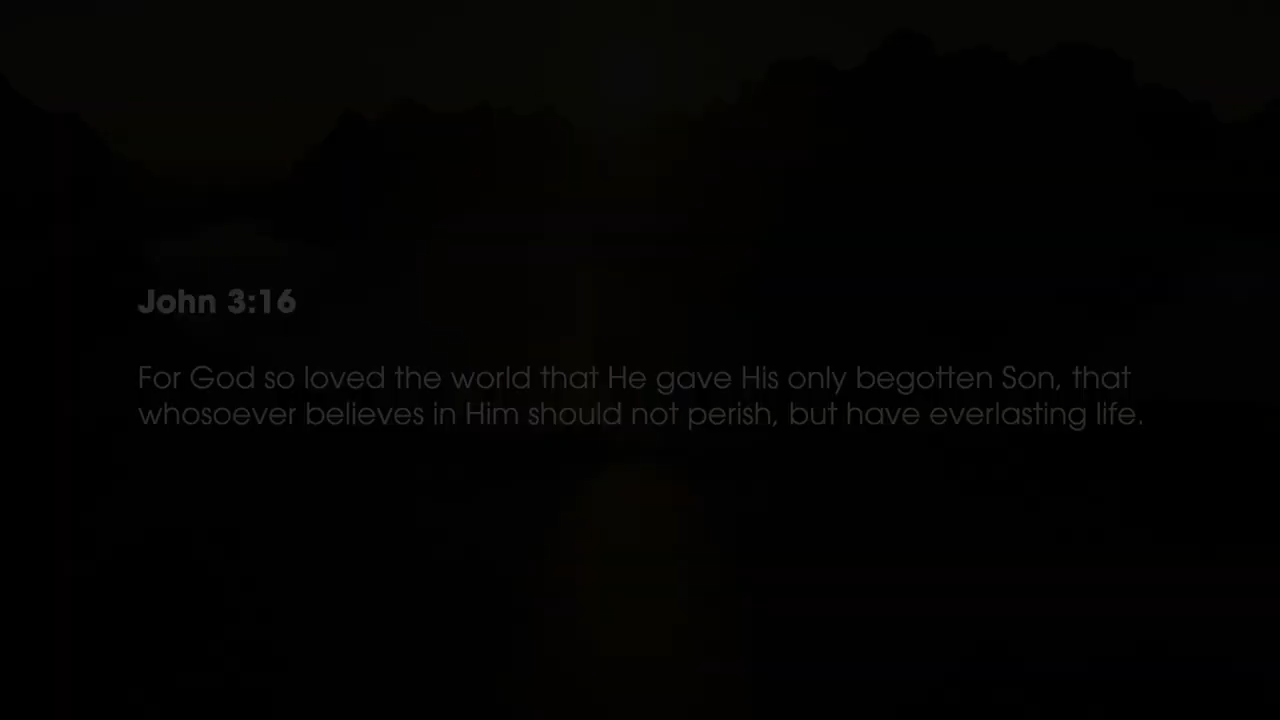 John 3:16
For God so loved the world that He gave His only begotten Son, that
whosoever believes in Him should not perish, but have everlasting life.